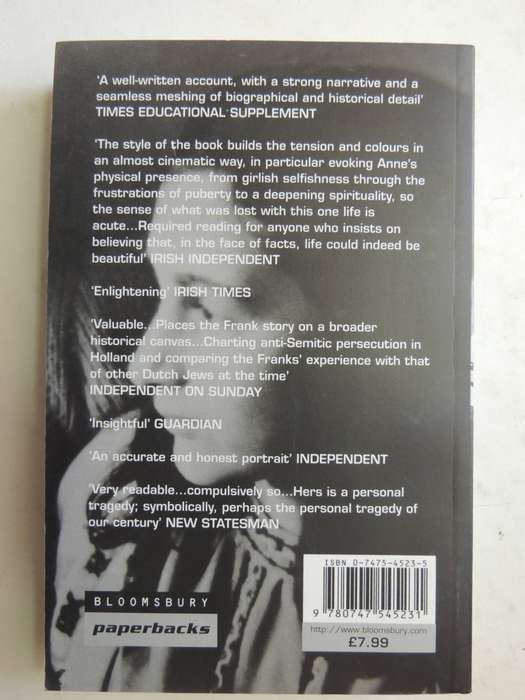 ‘A well-written account, with a strong narrative and a
seamless meshing of biographical and historical detail’
TIMES EDUCATIONAL SUPPLEMENT
‘The style of the book builds the tension and colours in
an almost cinematic way, in particular evoking Anne's
physical presence, from girlish selfishness through the
frustrations of puberty to a deepening spirituality, so
the sense of what was lost with this one life is
acute...Required reading for anyone who insists on
believing that, in the face of facts, life could indeed be
beautiful’ IRISH INDEPENDENT
‘Enlightening’ IRISH TIMES
‘Valuable...Places the Frank story on a broader
historical canvas...Charting anti-Semitic persecution in
Holland and comparing the Franks’ experience with that
of other Dutch Jews at the time’
INDEPENDENT ON SUNDAY
‘Insightful’ GUARDIAN
‘An accurate and honest portrait’ INDEPENDENT
‘Very readable...compulsively so...Hers is a personal
tragedy; symbolically, perhaps the personal tragedy of
our century’ NEW STATESMAN
ISBN 0-7475-4523-5
9 780747 545231
http://www.bloomsbury.com
£7.99
BLOOMSBURY
paperbacks